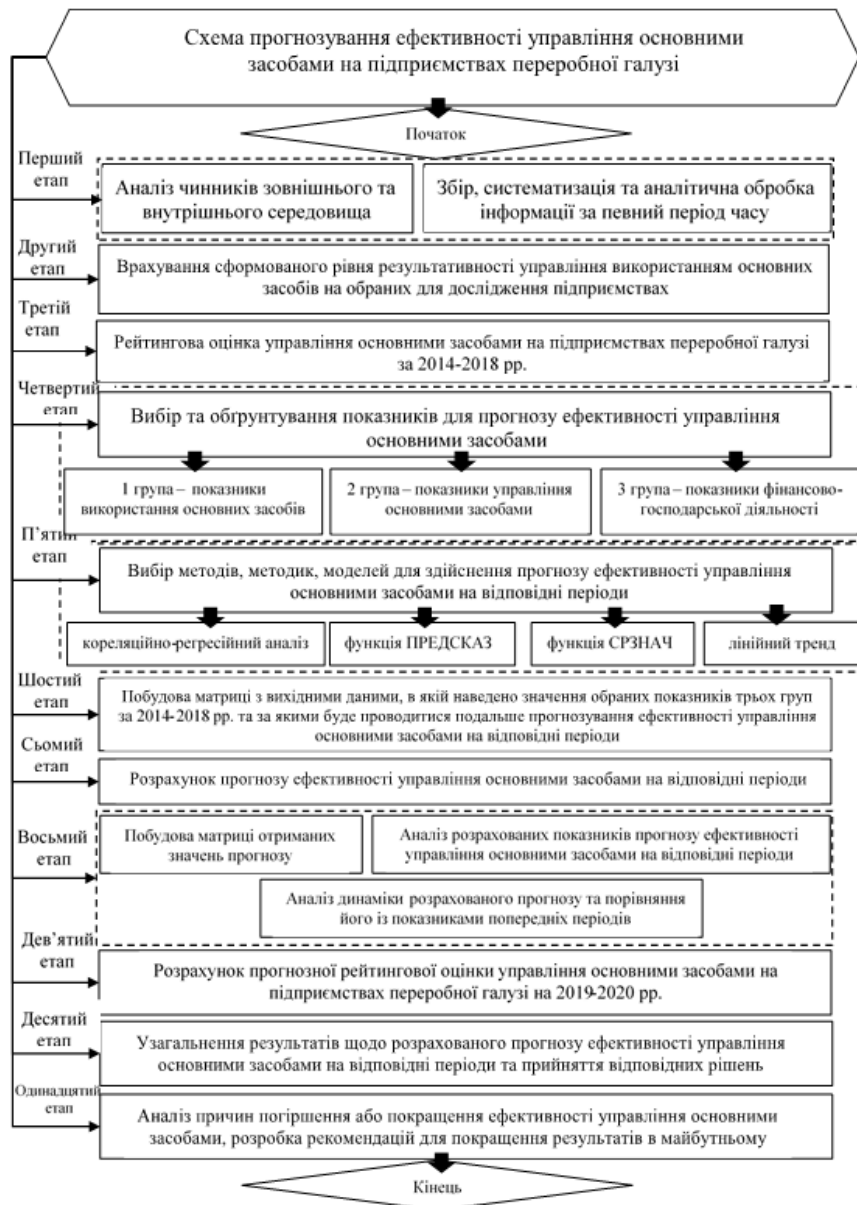 Схема прогнозування ефективності управління основними
засобами на підприємствах переробної галузі
Початок
Перший
етап
Аналіз чинників зовнішнього та
внутрішнього середовища
Збір, систематизація та аналітична обробка
інформації за певний період часу
Другий
етап
Врахування сформованого рівня результативності управління використанням основних
засобів на обраних для дослідження підприємствах
Третій
етап
Рейтингова оцінка управління основними засобами на підприємствах переробної галузі
за 2014-2018 рр.
Четвертий
етап
Вибір та обґрунтування показників для прогнозу ефективності управління
основними засобами
1 група – показники
використання основних засобів
2 група – показники управління
основними засобами
3 група – показники фінансово-
господарської діяльності
П’ятий
етап
Вибір методів, методик, моделей для здійснення прогнозу ефективності управління
основними засобами на відповідні періоди
кореляційно-регресійний аналіз
функція ПРЕДСКАЗ
функція СРЗНАЧ
лінійний тренд
Шостий
етап
Побудова матриці з вихідними даними, в якій наведено значення обраних показників трьох груп
за 2014-2018 рр. та за якими буде проводитися подальше прогнозування ефективності управління
основними засобами на відповідні періоди
Сьомий
етап
Розрахунок прогнозу ефективності управління основними засобами на відповідні періоди
Восьмий
етап
Побудова матриці отриманих
значень прогнозу
Аналіз розрахованих показників прогнозу ефективності
управління основними засобами на відповідні періоди
Аналіз динаміки розрахованого прогнозу та порівняння
його із показниками попередніх періодів
Дев’ятий
етап
Розрахунок прогнозної рейтингової оцінки управління основними засобами на
підприємствах переробної галузі на 2019-2020 рр.
Десятий
етап
Узагальнення результатів щодо розрахованого прогнозу ефективності управління
основними засобами на відповідні періоди та прийняття відповідних рішень
Одинадцятий
етап
Аналіз причин погіршення або покращення ефективності управління основними
засобами, розробка рекомендацій для покращення результатів в майбутньому
Кінець